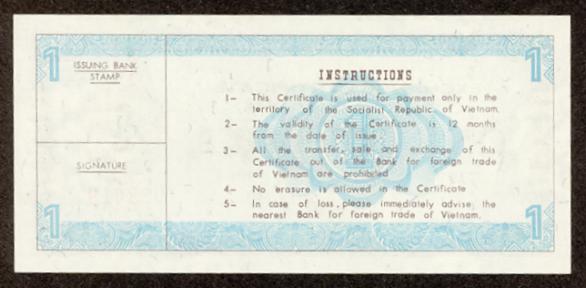 1
1
ISSUING BANK
STAMP
INSTRUCTIONS
1- This Certificate is used for payment only in the
territory of the Socialist Republic of Vietnam.
2- The validity of the Certificate is 12 months
from the date of issue.
3- All the transfer, sale and exchange of this
Certificate out of the Bank for foreign trade
of Vietnam are prohibited
SIGNATURE
4- No erasure is allowed in the Certificate
5- In case of loss, please immediately advise the
nearest Bank for foreign trade of Vietnam.
1
1